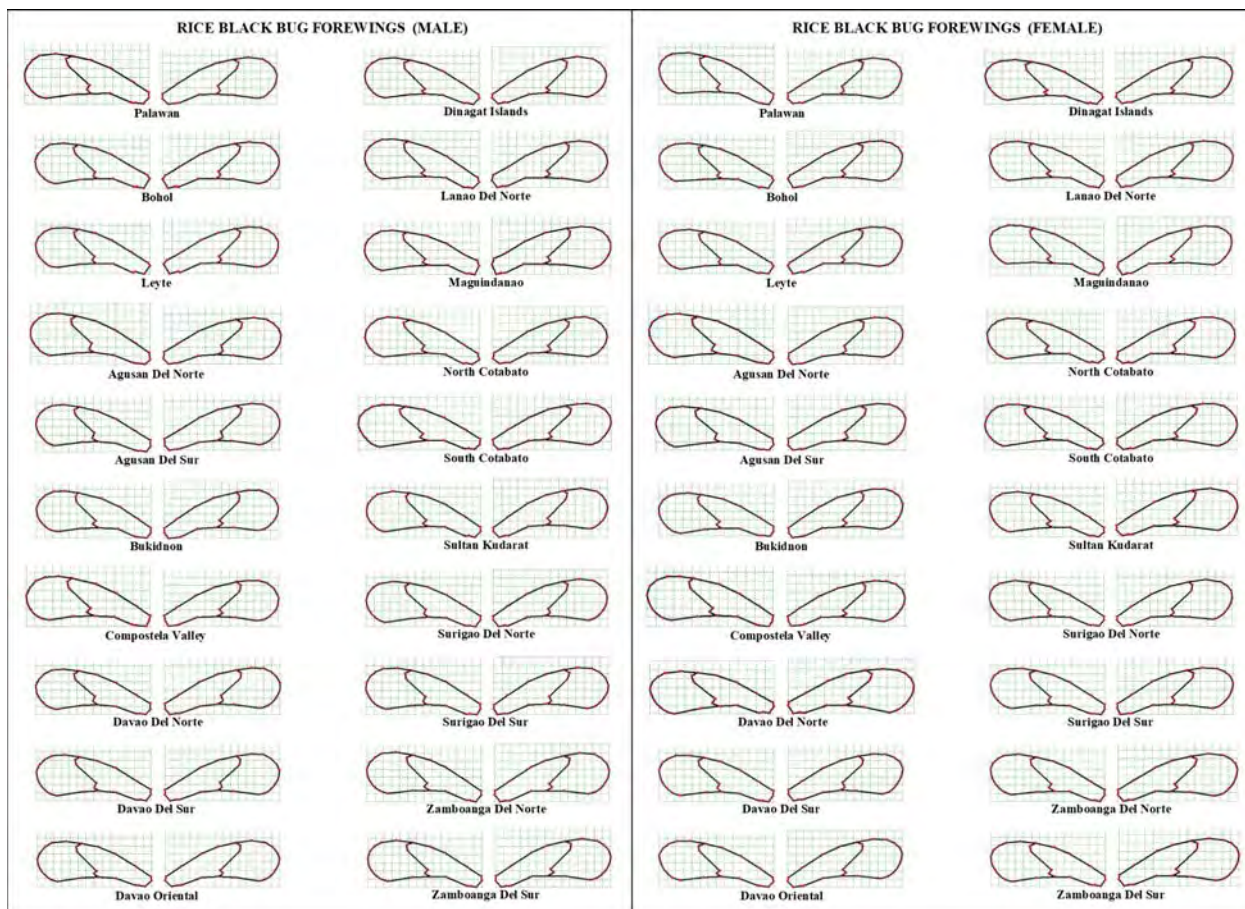 RICE BLACK BUG FOREWINGS (MALE)
Palawan
Dinagat Islands
Bohol
Lanao Del Norte
Leyte
Maguindanao
Agusan Del Norte
North Cotabato
Agusan Del Sur
South Cotabato
Bukidnon
Sultan Kudarat
Compostela Valley
Surigao Del Norte
Davao Del Norte
Surigao Del Sur
Davao Del Sur
Zamboanga Del Norte
Davao Oriental
Zamboanga Del Sur
RICE BLACK BUG FOREWINGS (FEMALE)
Palawan
Dinagat Islands
Bohol
Lanao Del Norte
Leyte
Maguindanao
Agusan Del Norte
North Cotabato
Agusan Del Sur
South Cotabato
Bukidnon
Sultan Kudarat
Compostela Valley
Surigao Del Norte
Davao Del Norte
Surigao Del Sur
Davao Del Sur
Zamboanga Del Norte
Davao Oriental
Zamboanga Del Sur